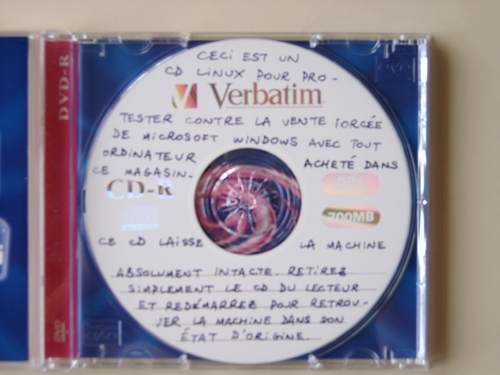 CECI EST UN
CD LINUX POUR PRO-
Verbatim
TESTER CONTRE LA VENTE FORCÉE
DE MICROSOFT WINDOWS AVEC TOUT
ORDINATEUR ACHETÉ DANS
CE MAGASIN.
CD-R
700MB
CE CD LAISSE LA MACHINE
ABSOLUMENT INTACTE. RETIREZ
SIMPLEMENT LE CD DU LECTEUR
ET REDÉMARREZ POUR RETROU-
VER LA MACHINE DANS SON
ÉTAT D'ORIGINE.
DVD-R